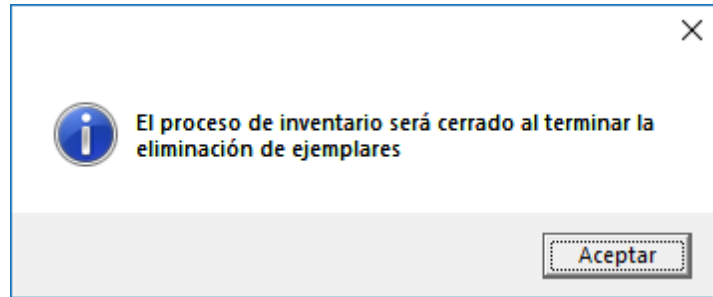 El proceso de inventario será cerrado al terminar la
eliminación de ejemplares
Aceptar